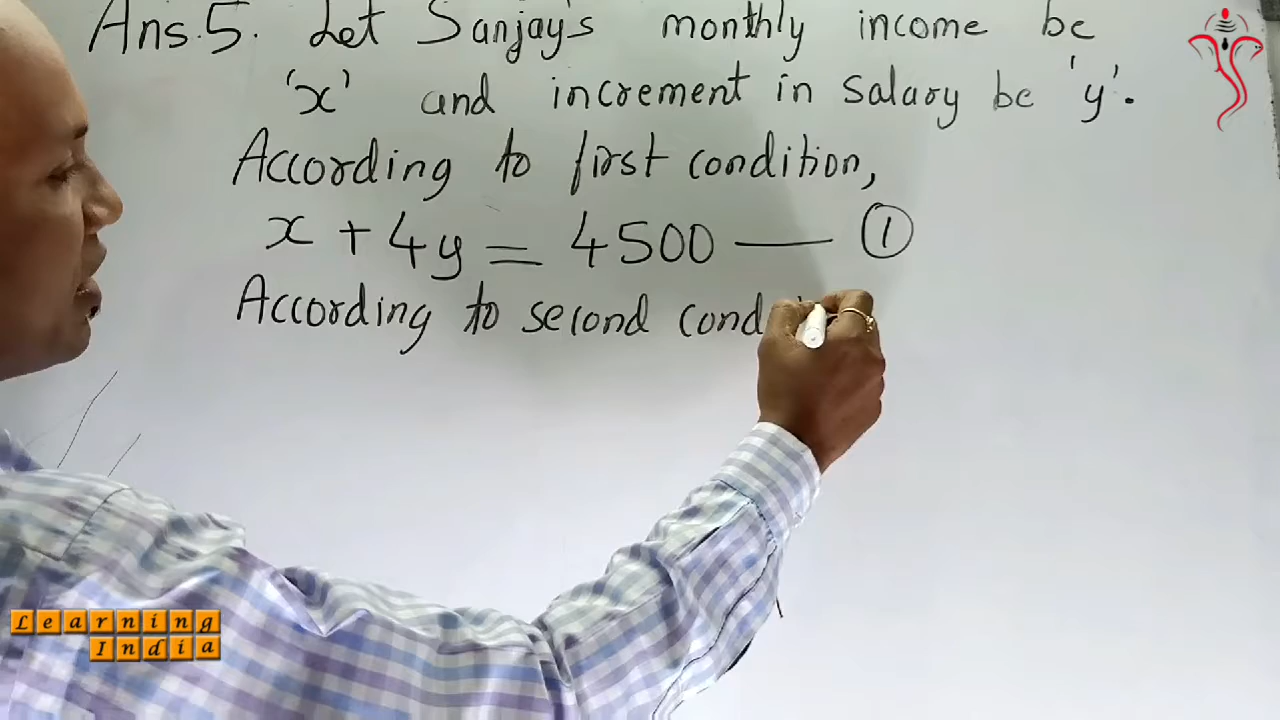 Ans.5. Let Sanjay's monthly income be
'x' and increment in salary be 'y'.
According to first condition,
x + 4y = 4500 — ①
According to second cond
Learning
India